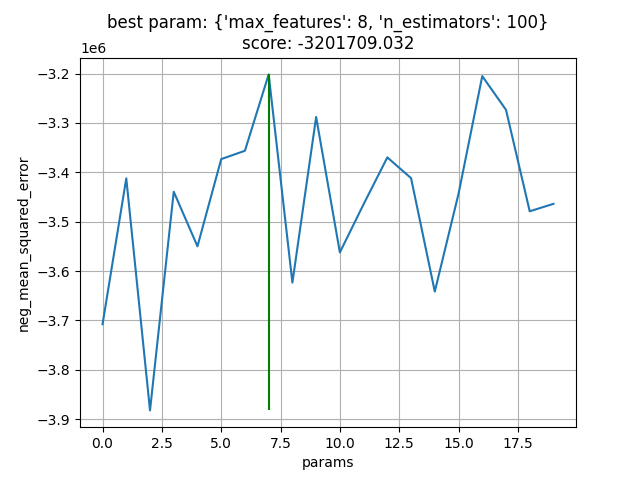 best param: {'max_features': 8, 'n_estimators': 100}
score: -3201709.032
1e6
−3.2
−3.3
−3.4
−3.5
−3.6
−3.7
−3.8
−3.9
neg_mean_squared_error
0.0 2.5 5.0 7.5 10.0 12.5 15.0 17.5
params